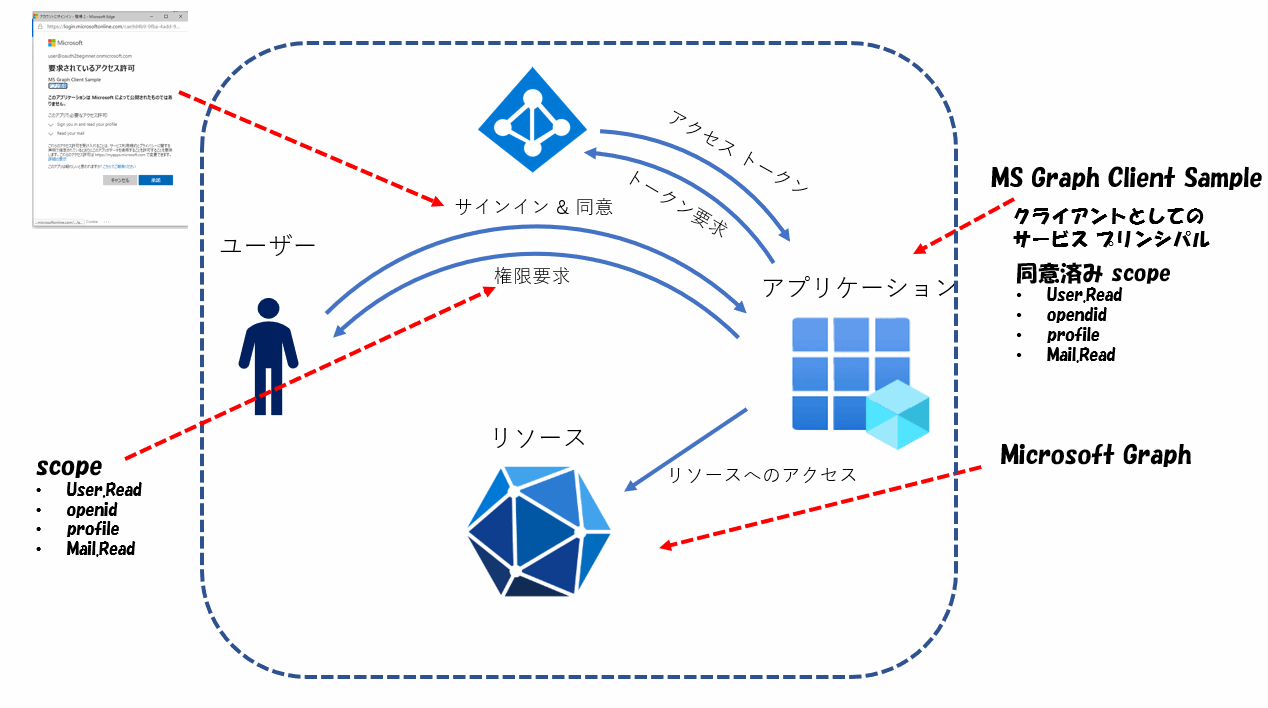 アカウントにサインイン - 職場 1 - Microsoft Edge
Microsoft
user@oauth2beginner.onmicrosoft.com
要求されているアクセス許可
MS Graph Client Sample
このアプリケーションは Microsoft によって公開されたものではありません。
このアプリで必要なアクセス許可:
Sign you in and read your profile
Read your mail
キャンセル
承諾
アクセス トークン
トークン要求
サインイン & 同意
ユーザー
権限要求
アプリケーション
リソース
リソースへのアクセス
MS Graph Client Sample
クライアントとしての
サービス プリンシパル
同意済み scope
• User.Read
• opendid
• profile
• Mail.Read
Microsoft Graph
scope
• User.Read
• openid
• profile
• Mail.Read